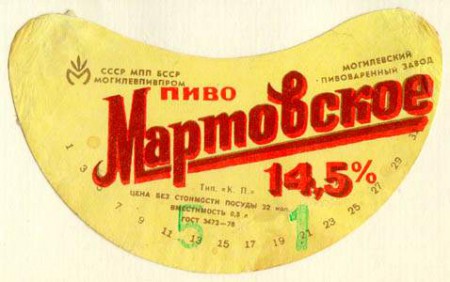 СССР МПП БССР
МОГИЛЕВПИВПРОМ
МОГИЛЕВСКИЙ
ПИВОВАРЕННЫЙ ЗАВОД
ПИВО
Мартовское
14,5%
Тип. «К. П.»
ЦЕНА БЕЗ СТОИМОСТИ ПОСУДЫ 32 коп.
ВМЕСТИМОСТЬ 0,5 л
ГОСТ 3473—78
1 3 5 7 9 11 13 15 17 19 21 23 25 27 29 31
5 1